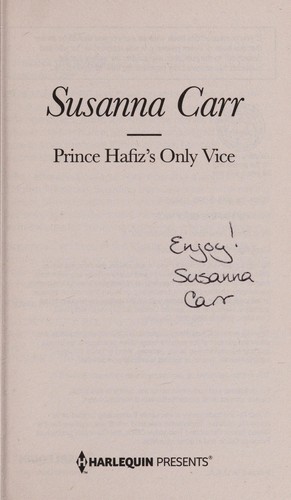 Susanna Carr
Prince Hafiz's Only Vice
Enjoy!
Susanna
Carr
HARLEQUIN PRESENTS®